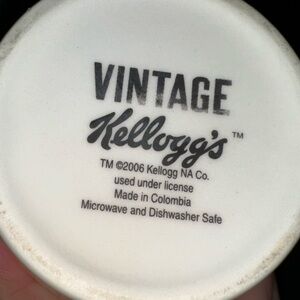 VINTAGE
Kellogg's™
TM ©2006 Kellogg NA Co.
used under license
Made in Colombia
Microwave and Dishwasher Safe